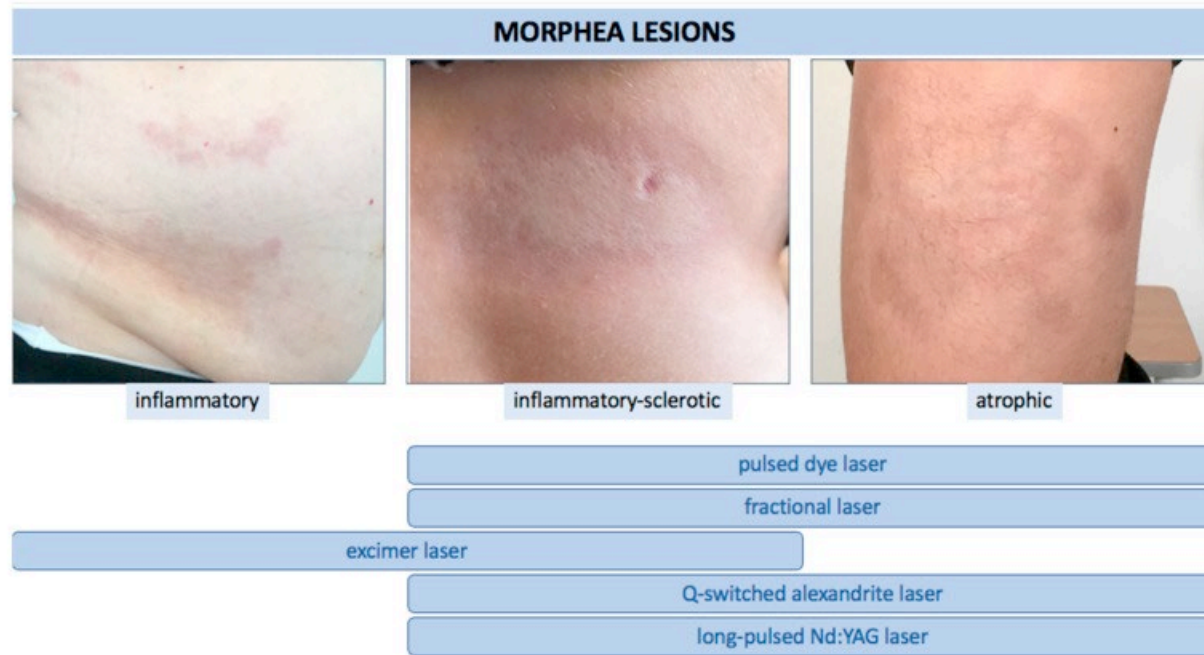 MORPHEA LESIONS
inflammatory
inflammatory-sclerotic
atrophic
pulsed dye laser
fractional laser
excimer laser
Q-switched alexandrite laser
long-pulsed Nd:YAG laser